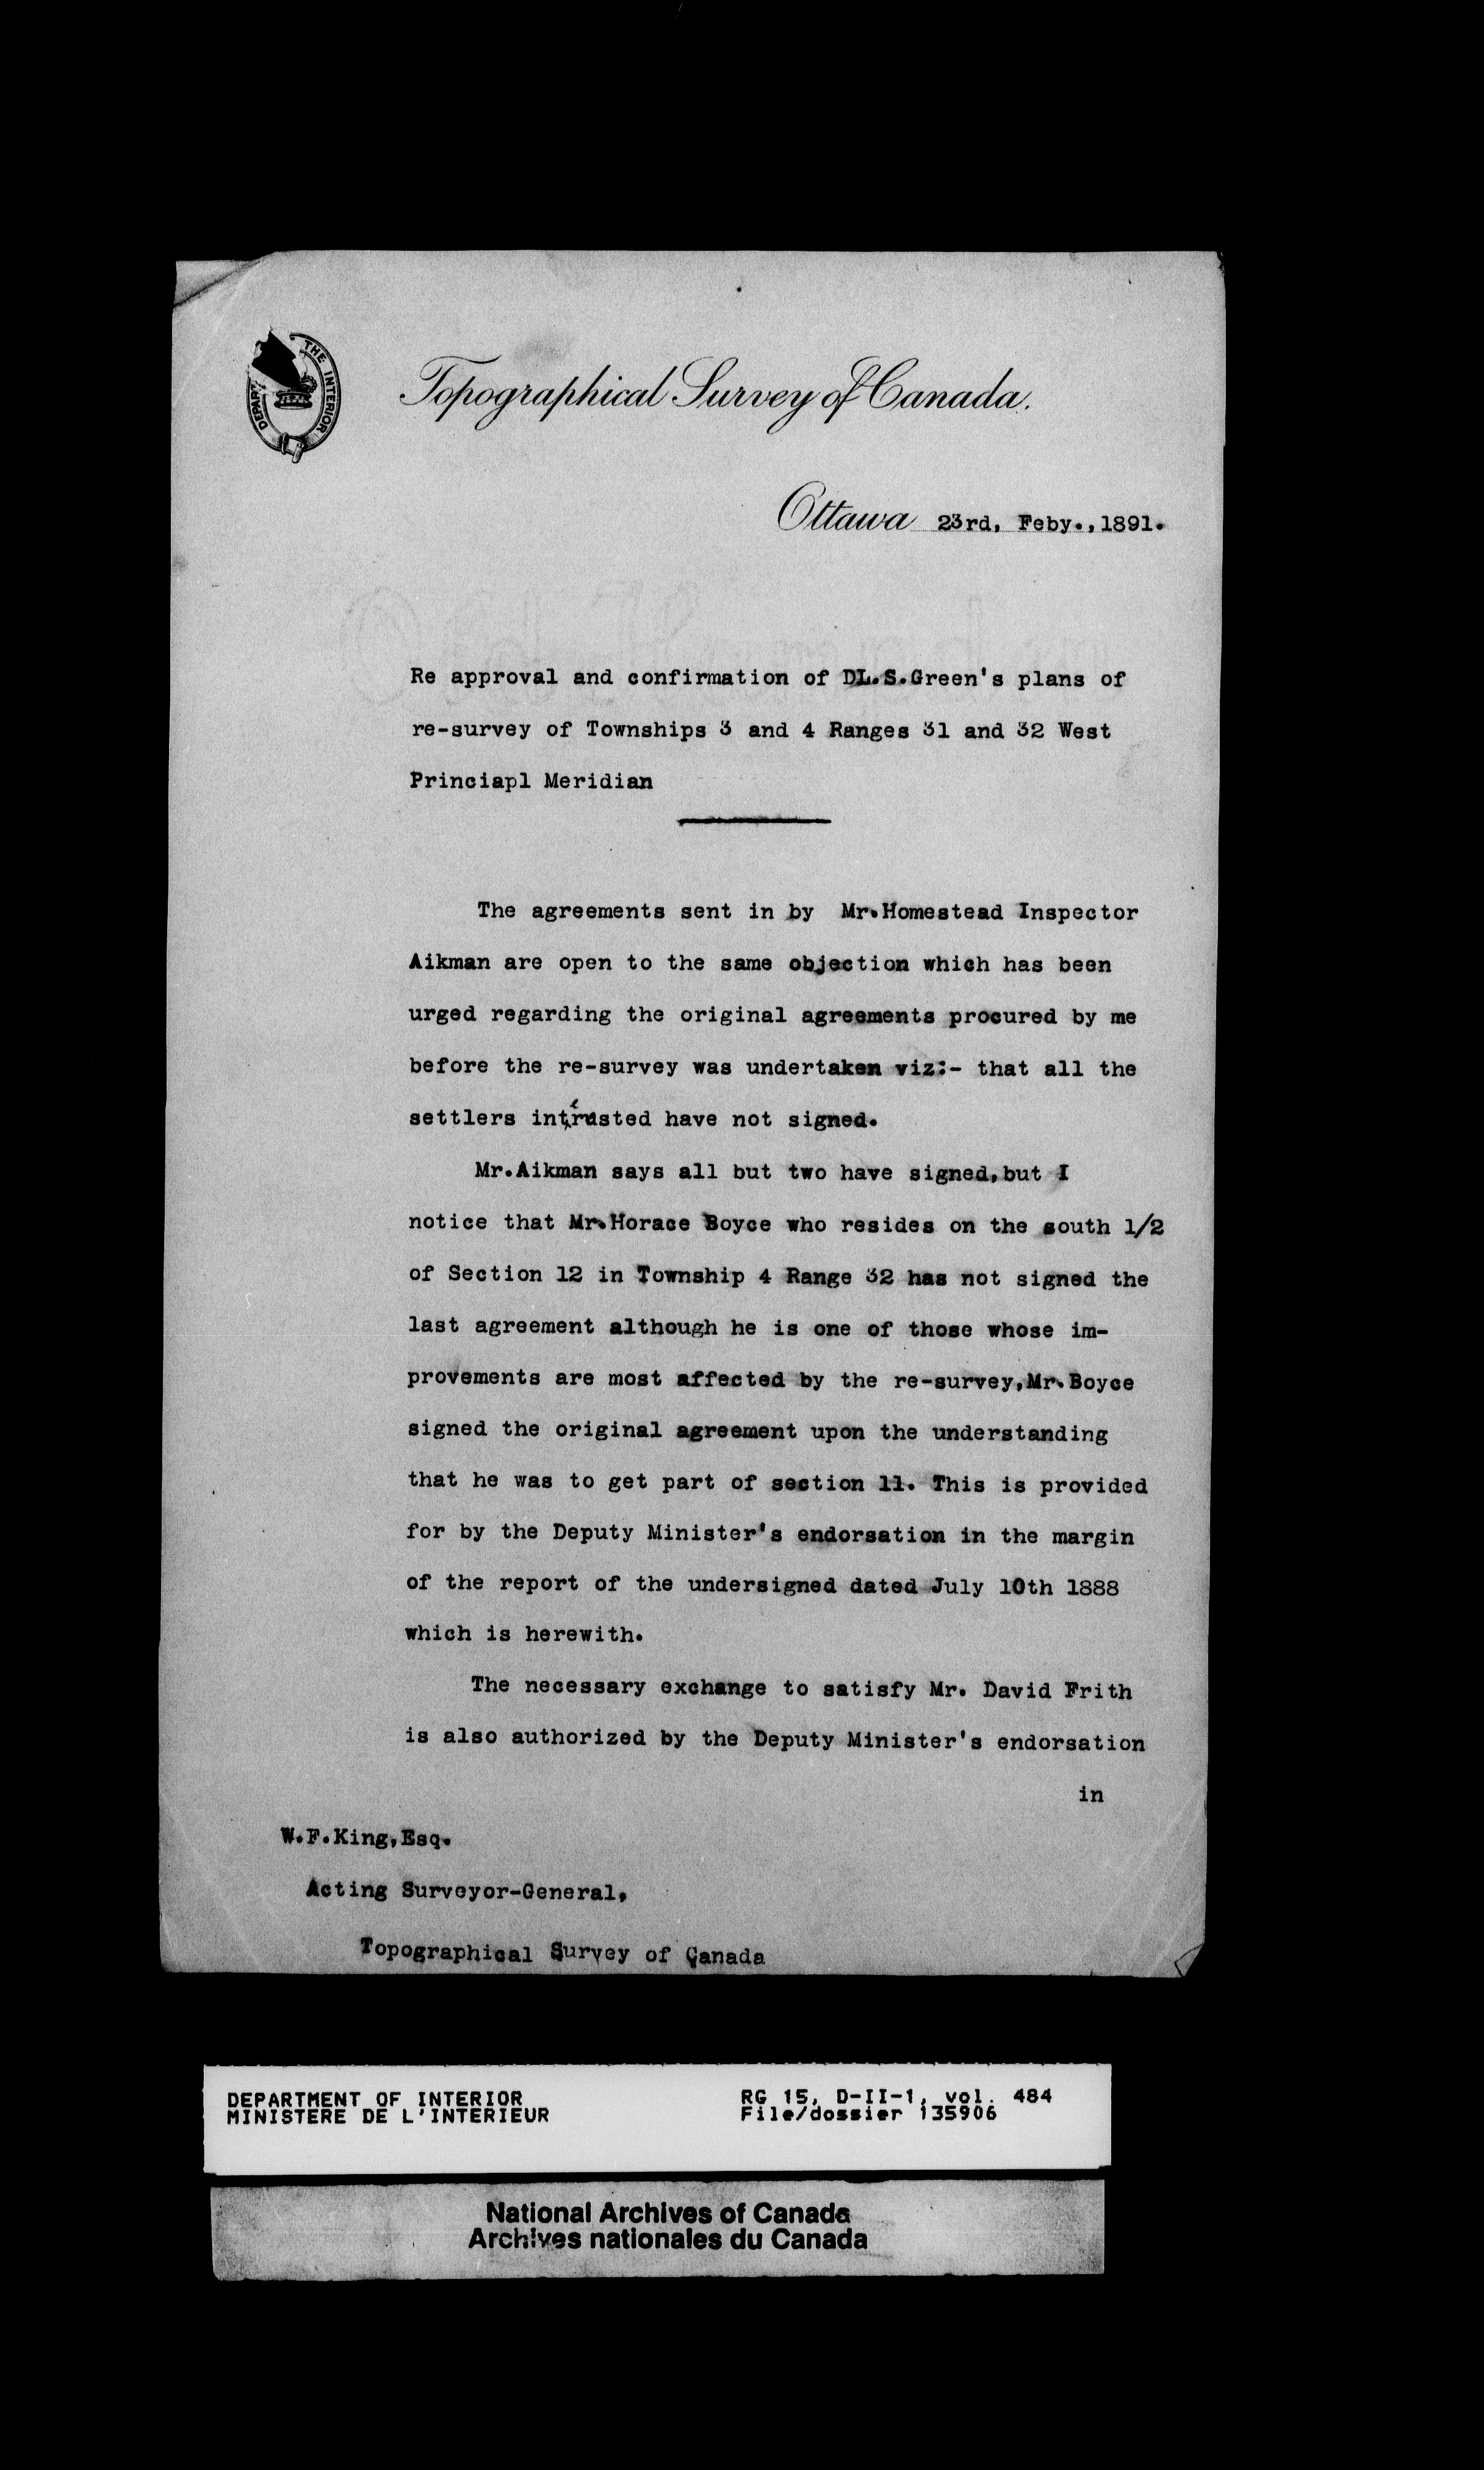 DEPAR THE INTERIOR
Topographical Survey of Canada.
Ottawa 23rd, Feby.,1891.
Re approval and confirmation of DL.S.Green's plans of
re-survey of Townships 3 and 4 Ranges 31 and 32 West
Princiapl Meridian
The agreements sent in by Mr.Homestead Inspector
Aikman are open to the same objection which has been
urged regarding the original agreements procured by me
before the re-survey was undertaken viz:- that all the
settlers intrusted have not signed.
Mr.Aikman says all but two have signed,but I
notice that Mr.Horace Boyce who resides on the south 1/2
of Section 12 in Township 4 Range 32 has not signed the
last agreement although he is one of those whose im-
provements are most affected by the re-survey,Mr.Boyce
signed the original agreement upon the understanding
that he was to get part of section 11. This is provided
for by the Deputy Minister's endorsation in the margin
of the report of the undersigned dated July 10th 1888
which is herewith.
The necessary exchange to satisfy Mr. David Frith
is also authorized by the Deputy Minister's endorsation
in
W.F.King,Esq.
Acting Surveyor-General,
Topographical Survey of Canada
DEPARTMENT OF INTERIOR
MINISTERE DE L'INTERIEUR
RG 15, D-II-1, vol. 484
File/dossier 135906
National Archives of Canada
Archives nationales du Canada